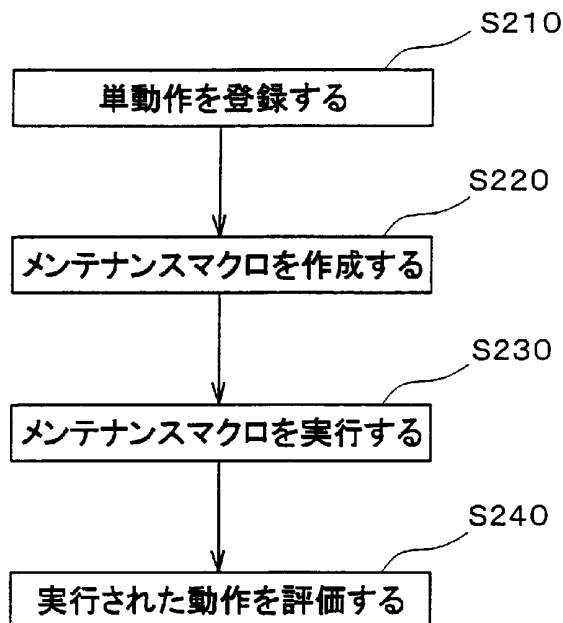 S210
単動作を登録する
S220
メンテナンスマクロを作成する
S230
メンテナンスマクロを実行する
S240
実行された動作を評価する